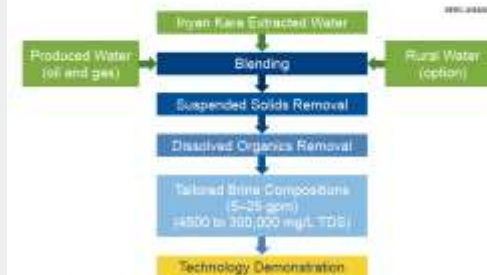 Inyan Kara Extracted Water
Produced Water
(oil and gas)
Blending
Rural Water
(option)
Suspended Solids Removal
Dissolved Organics Removal
Tailored Brine Compositions
(5–25 gpm)
(4500 to 300,000 mg/L TDS)
Technology Demonstration